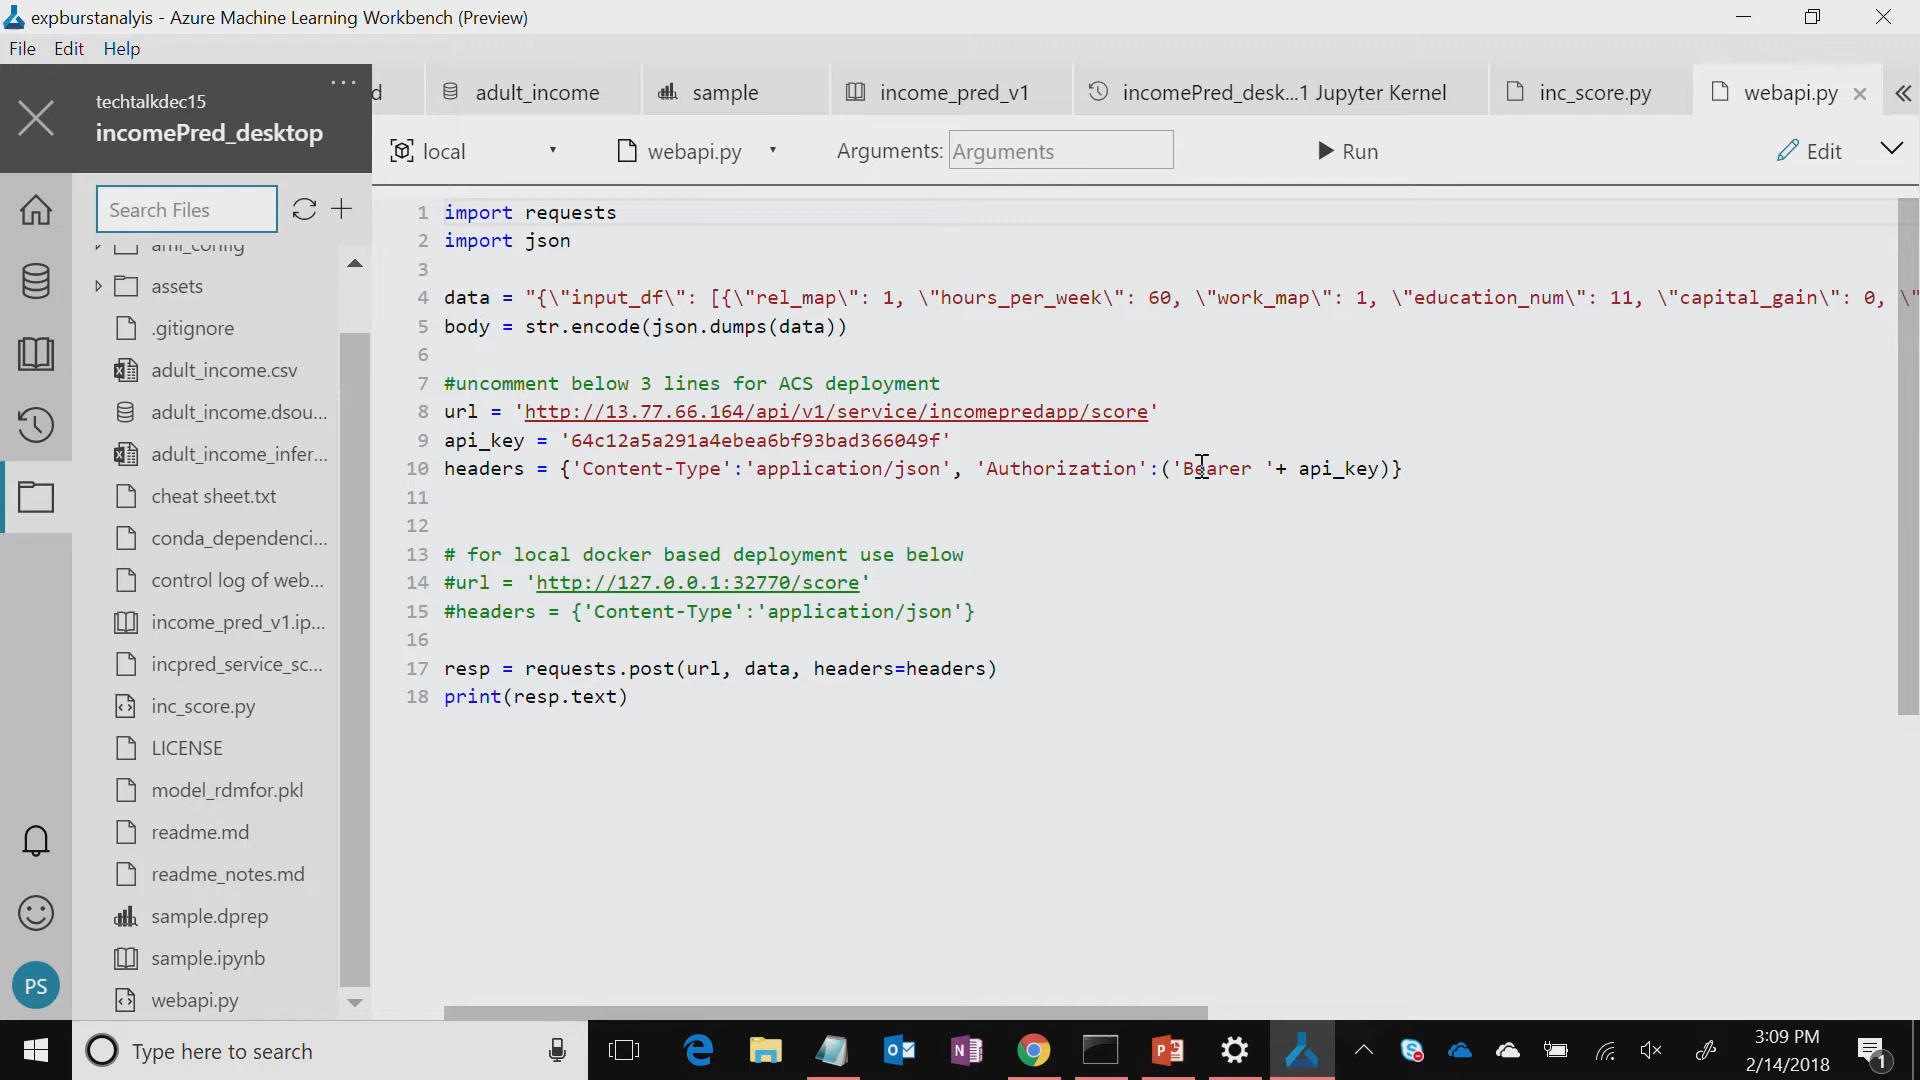 expburstanalyis - Azure Machine Learning Workbench (Preview)
File Edit Help
techtalkdec15
incomePred_desktop
d
adult_income
sample
income_pred_v1
incomePred_desk...1 Jupyter Kernel
inc_score.py
webapi.py
local
webapi.py
Arguments: Arguments
Run
Edit
Search Files
aml_config
assets
.gitignore
adult_income.csv
adult_income.dsou...
adult_income_infer...
cheat sheet.txt
conda_dependenci...
control log of web...
income_pred_v1.ip...
incpred_service_sc...
inc_score.py
LICENSE
model_rdmfor.pkl
readme.md
readme_notes.md
sample.dprep
sample.ipynb
webapi.py
PS
1 import requests
2 import json
3
4 data = "{\"input_df\": [{\"rel_map\": 1, \"hours_per_week\": 60, \"work_map\": 1, \"education_num\": 11, \"capital_gain\": 0, \"
5 body = str.encode(json.dumps(data))
6
7 #uncomment below 3 lines for ACS deployment
8 url = 'http://13.77.66.164/api/v1/service/incomepredapp/score'
9 api_key = '64c12a5a291a4ebea6bf93bad366049f'
10 headers = {'Content-Type':'application/json', 'Authorization':('Bearer '+ api_key)}
11
12
13 # for local docker based deployment use below
14 #url = 'http://127.0.0.1:32770/score'
15 #headers = {'Content-Type':'application/json'}
16
17 resp = requests.post(url, data, headers=headers)
18 print(resp.text)
Type here to search
3:09 PM
2/14/2018
1